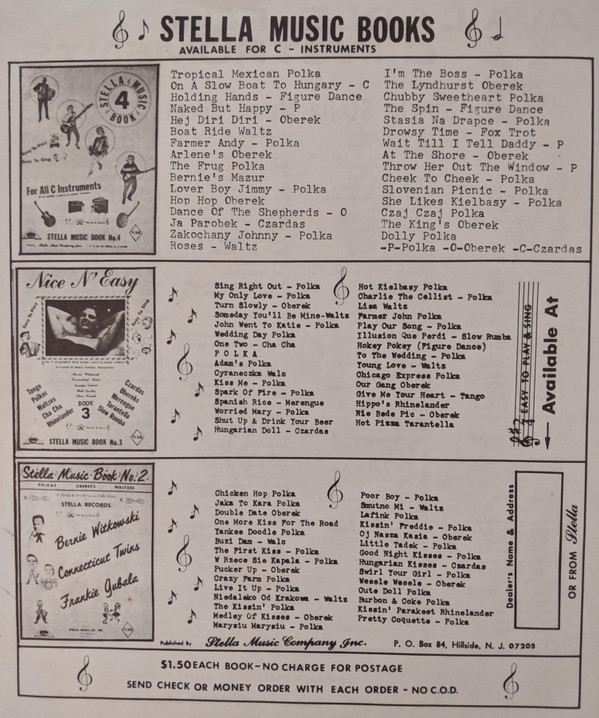 STELLA MUSIC BOOKS
AVAILABLE FOR C - INSTRUMENTS
STELLA MUSIC BOOK
4
For All C Instruments
STELLA MUSIC BOOK No.4
Tropical Mexican Polka
On A Slow Boat To Hungary - C
Holding Hands - Figure Dance
Naked But Happy - P
Hej Diri Diri - Oberek
Boat Ride Waltz
Farmer Andy - Polka
Arlene's Oberek
The Frug Polka
Bernie's Mazur
Lover Boy Jimmy - Polka
Hop Hop Oberek
Dance Of The Shepherds - O
Ja Parobek - Czardas
Zakochany Johnny - Polka
Roses - Waltz
I'm The Boss - Polka
The Lyndhurst Oberek
Chubby Sweetheart Polka
The Spin - Figure Dance
Stasia Na Drapce - Polka
Drowsy Time - Fox Trot
Wait Till I Tell Daddy - P
At The Shore - Oberek
Throw Her Out The Window - P
Cheek To Cheek - Polka
Slovenian Picnic - Polka
She Likes Kielbasy - Polka
Czaj Czaj Polka
The King's Oberek
Dolly Polka
-P-Polka -O-Oberek -C-Czardas
Nice N' Easy
Tango
Polkas
Waltzes
Cha Cha
Rhinelander
BOOK
3
Czardas
Obereks
Merengue
Tarantella
Slow Rumba
STELLA MUSIC BOOK No.3
Sing Right Out - Polka
My Only Love - Polka
Turn Slowly - Oberek
Someday You'll Be Mine-Waltz
John Went To Katie - Polka
Wedding Day Polka
One Two - Cha Cha
P O L K A
Adam's Polka
Cyraneczka Walc
Kiss Me - Polka
Spark Of Fire - Polka
Spanish Rice - Merengue
Worried Mary - Polka
Shut Up & Drink Your Beer
Hungarian Doll - Czardas
Hot Kielbasy Polka
Charlie The Cellist - Polka
Lisa Waltz
Farmer John Polka
Play Our Song - Polka
Illusion Que Perdi - Slow Rumba
Hokey Pokey (Figure Dance)
To The Wedding - Polka
Young Love - Waltz
Chicago Express Polka
Our Gang Oberek
Give Me Your Heart - Tango
Hippo's Rhinelander
Nie Bede Pic - Oberek
Hot Pizza Tarantella
EASY TO PLAY & SING
Available At
Stella Music Book No. 2.
POLKAS OBEREKS WALTZES
STELLA RECORDS
Bernie Witkowski
Connecticut Twins
Frankie Gubala
Chicken Hop Polka
Jaka To Kara Polka
Double Date Oberek
One More Kiss For The Road
Yankee Doodle Polka
Buzi Dam - Walc
The First Kiss - Polka
W Rzece Sie Kapala - Polka
Pucker Up - Oberek
Crazy Farm Polka
Live It Up - Polka
Niedaleko Od Krakowa - Waltz
The Kissin' Polka
Medley Of Kisses - Oberek
Marysiu Marysiu - Polka
Poor Boy - Polka
Smutno Mi - Waltz
Lafink Polka
Kissin' Freddie - Polka
Oj Nasza Kasia - Oberek
Little Tadek - Polka
Good Night Kisses - Polka
Hungarian Kisses - Czardas
Swirl Your Girl - Polka
Wesele Wesele - Oberek
Oute Doll Polka
Burbon & Coke Polka
Kissin' Parakeet Rhinelander
Pretty Coquette - Polka
Dealer's Name & Address
OR FROM Stella
Published By Stella Music Company Inc. P. O. Box 84, Hillside, N. J. 07205
$1.50 EACH BOOK-NO CHARGE FOR POSTAGE
SEND CHECK OR MONEY ORDER WITH EACH ORDER - NO C.O.D.